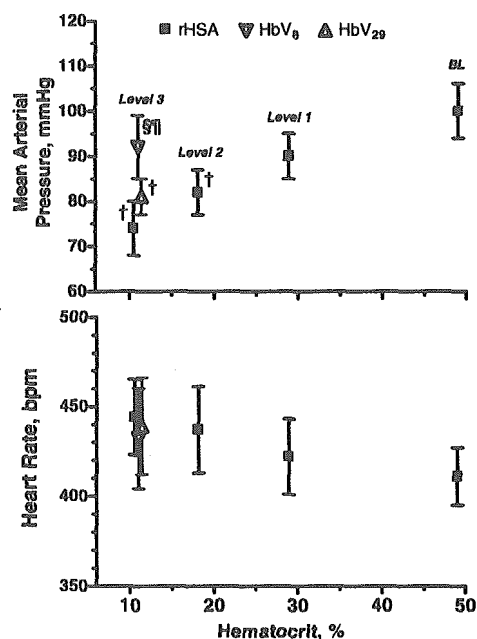 rHSA HbV8 HbV29
120
110
100
90
80
70
60
Mean Arterial
Pressure, mmHg
BL
Level 3
§¶
Level 1
Level 2
†
†
†
500
450
400
350
Heart Rate, bpm
10 20 30 40 50
Hematocrit, %